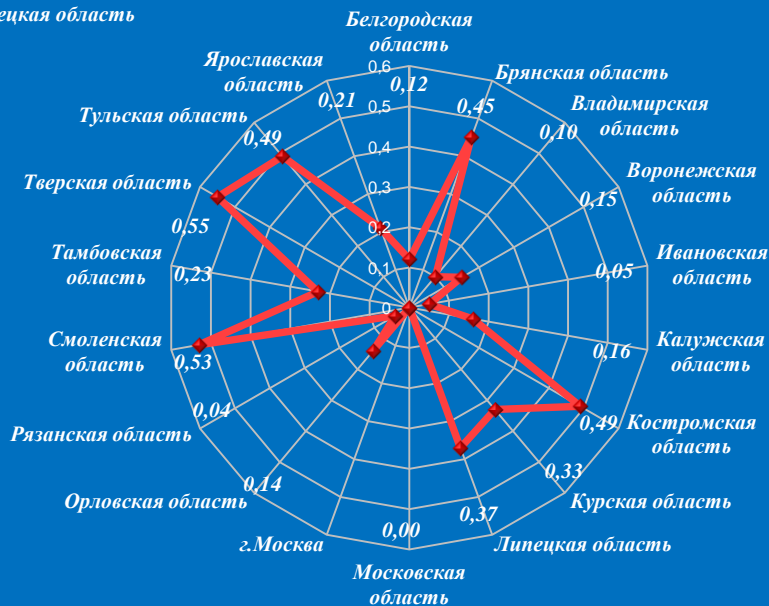 ецкая область
Белгородская
область
0,12
Брянская область
0,45
Владимирская
область
0,10
Воронежская
область
0,15
Ивановская
область
0,05
Калужская
область
0,16
Костромская
область
0,49
Курская область
0,33
Липецкая область
0,37
Московская
область
0,00
г.Москва
Орловская область
0,14
Рязанская область
0,04
Смоленская
область
0,53
Тамбовская
область
0,23
Тверская область
0,55
Тульская область
0,49
Ярославская
область
0,21
0,6
0,5
0,4
0,3
0,2
0,1
0